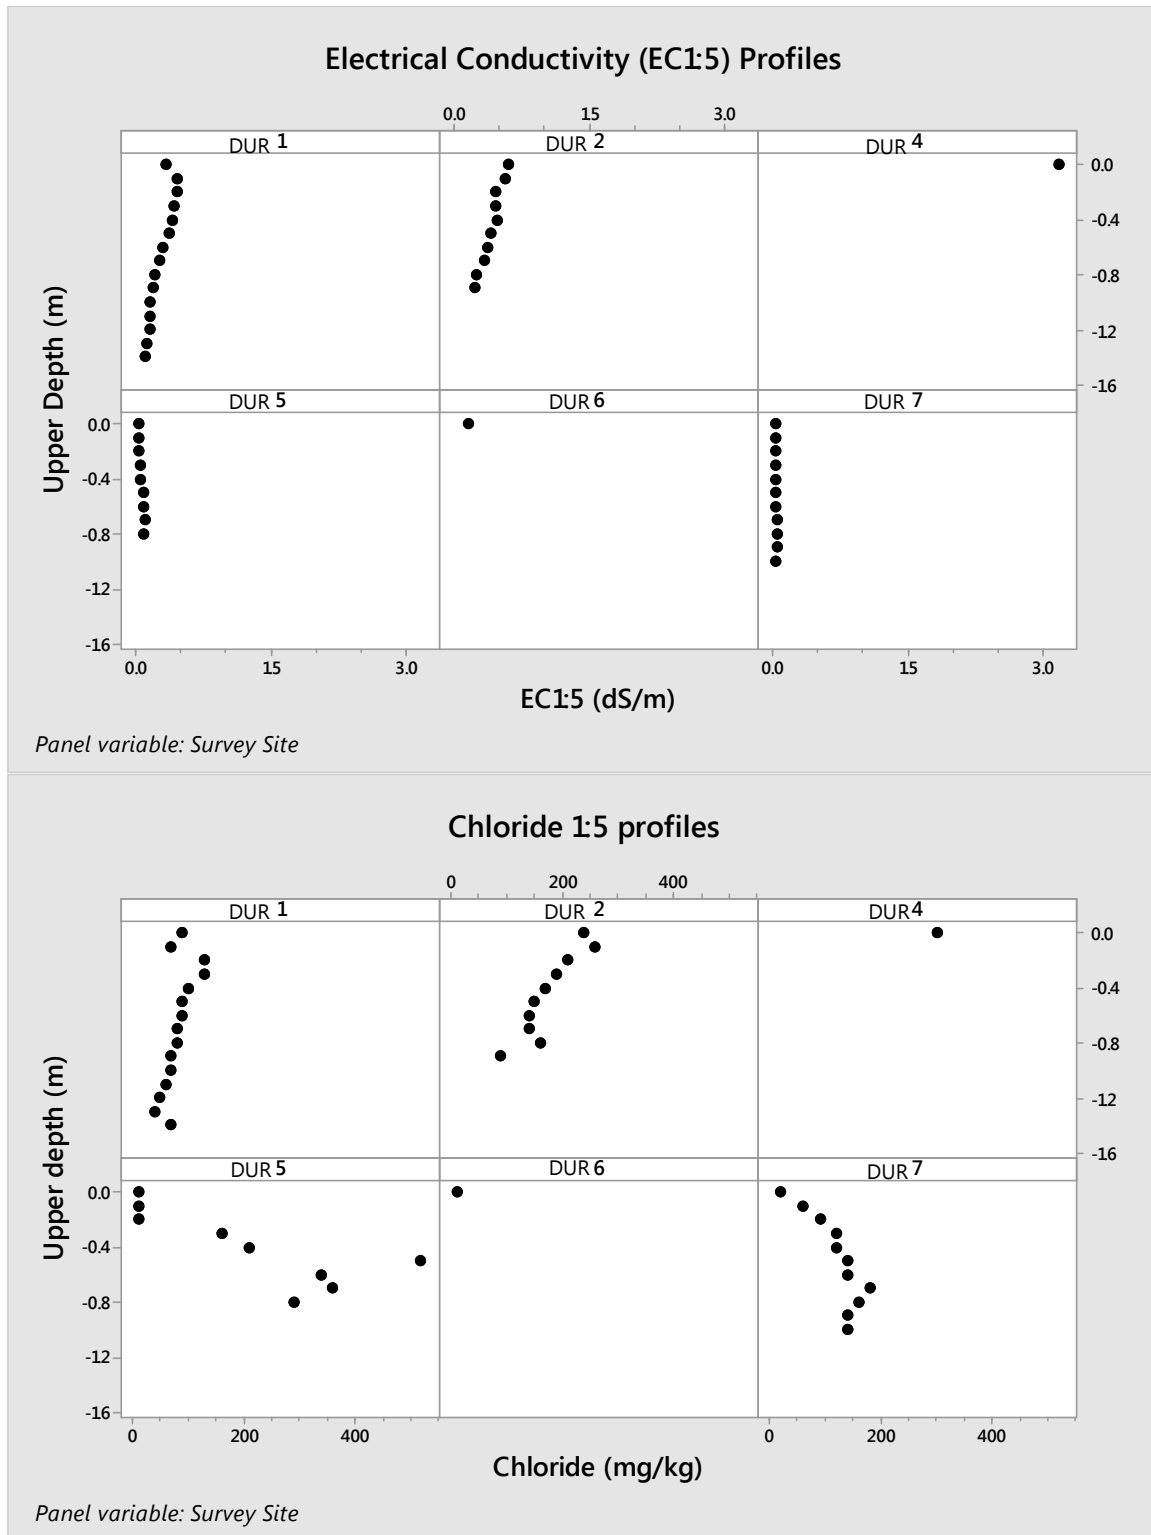 Electrical Conductivity (EC1:5) Profiles
0.0 15 3.0
DUR 1 DUR 2 DUR 4
0.0
-0.4
-0.8
-12
-16
DUR 5 DUR 6 DUR 7
0.0
-0.4
-0.8
-12
-16
Upper Depth (m)
0.0 15 3.0 0.0 15 3.0
EC1:5 (dS/m)
Panel variable: Survey Site
Chloride 1:5 profiles
0 200 400
DUR 1 DUR 2 DUR 4
0.0
-0.4
-0.8
-12
-16
DUR 5 DUR 6 DUR 7
0.0
-0.4
-0.8
-12
-16
Upper depth (m)
0 200 400 0 200 400
Chloride (mg/kg)
Panel variable: Survey Site